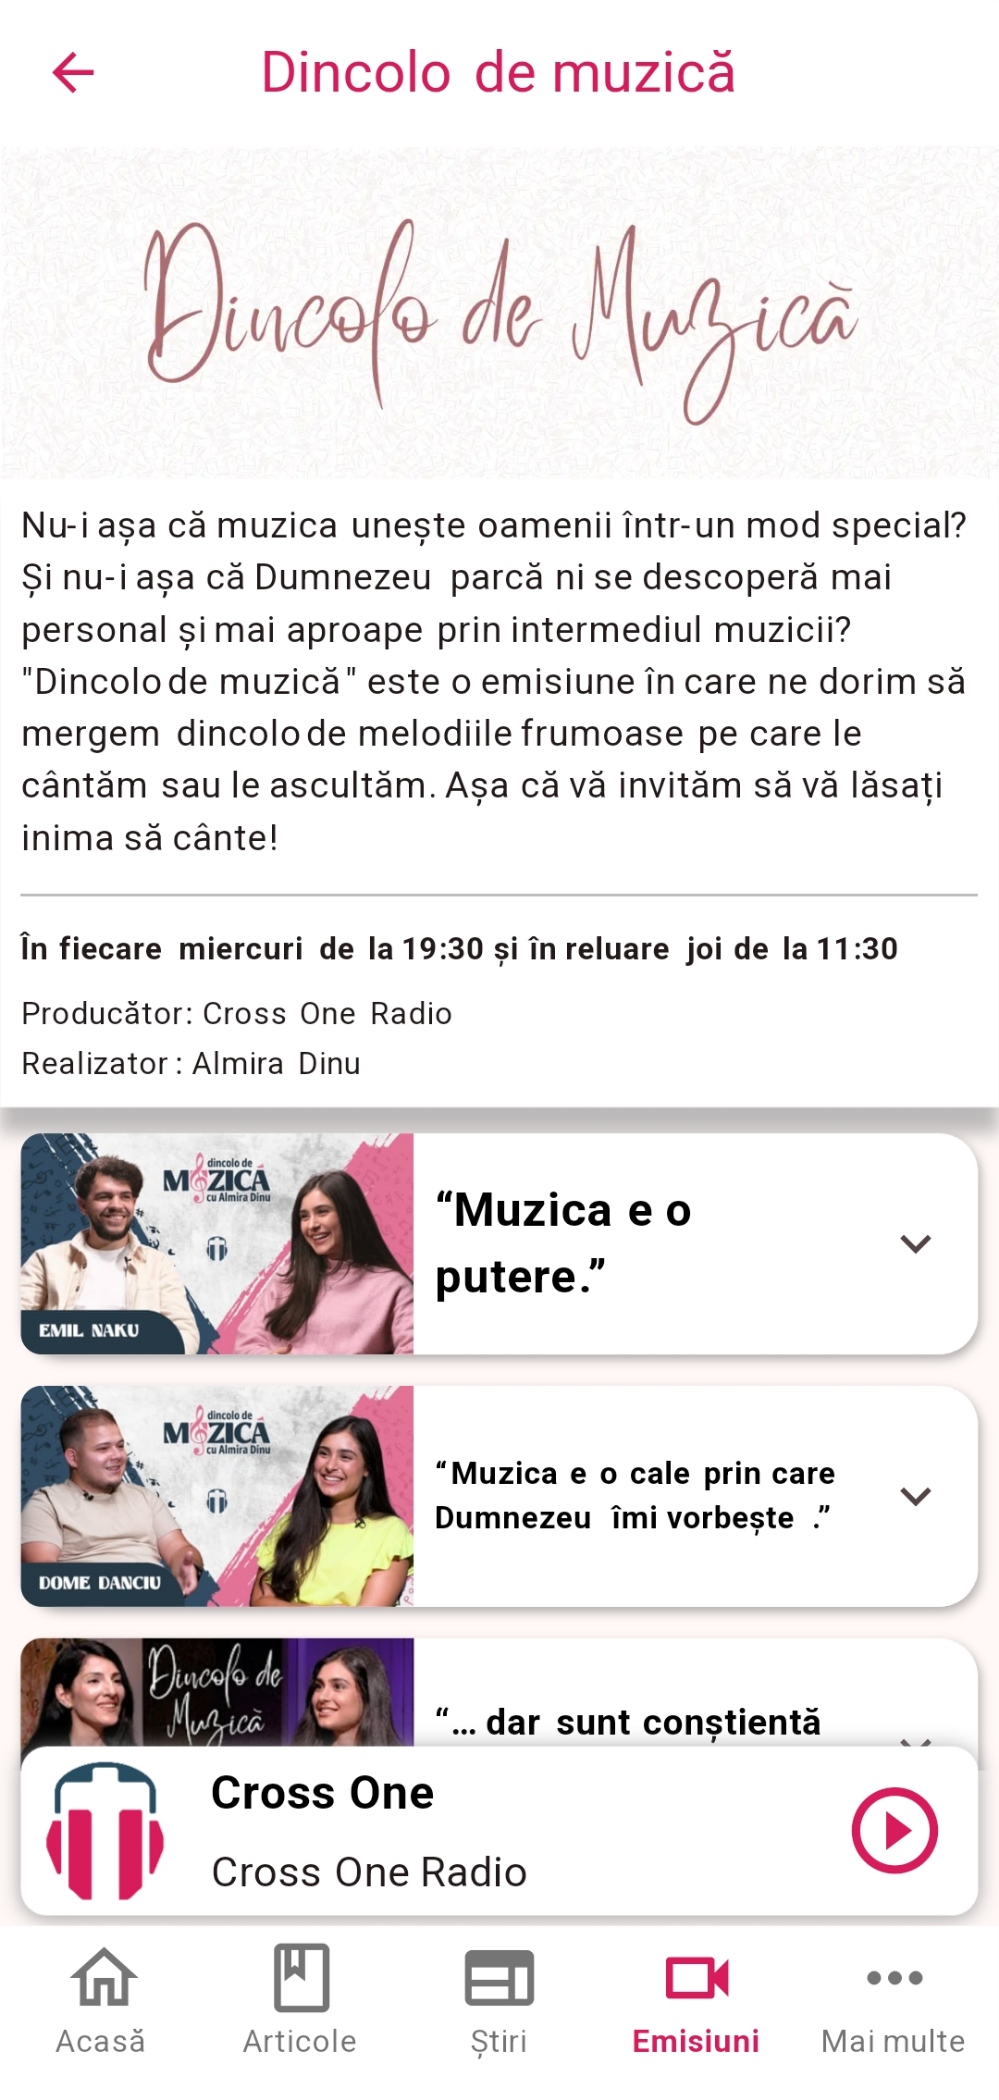 Dincolo de muzică
Dincolo de Muzică
Nu-i așa că muzica unește oamenii într-un mod special?
Și nu-i așa că Dumnezeu parcă ni se descoperă mai
personal și mai aproape prin intermediul muzicii?
"Dincolo de muzică" este o emisiune în care ne dorim să
mergem dincolo de melodiile frumoase pe care le
cântăm sau le ascultăm. Așa că vă invităm să vă lăsați
inima să cânte!
În fiecare miercuri de la 19:30 și în reluare joi de la 11:30
Producător: Cross One Radio
Realizator: Almira Dinu
dincolo de
MUZICĂ
cu Almira Dinu
EMIL NAKU
“Muzica e o
putere.”
dincolo de
MUZICĂ
cu Almira Dinu
DOME DANCIU
“Muzica e o cale prin care
Dumnezeu îmi vorbește .”
Dincolo de
Muzică
“... dar sunt conștientă
Cross One
Cross One Radio
Acasă
Articole
Știri
Emisiuni
Mai multe